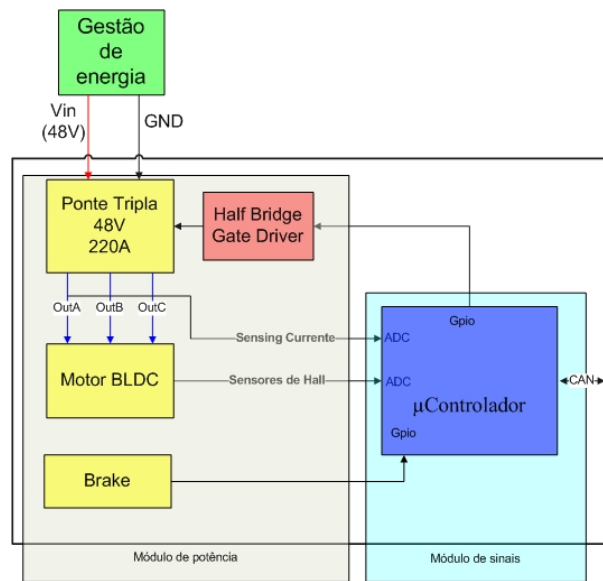 Gestão
de
energia
Vin
(48V)
GND
Ponte Tripla
48V
220A
Half Bridge
Gate Driver
OutA
OutB
OutC
Gpio
Sensing Currente
ADC
Motor BLDC
Sensores de Hall
ADC
µControlador
CAN
Gpio
Brake
Módulo de potência
Módulo de sinais